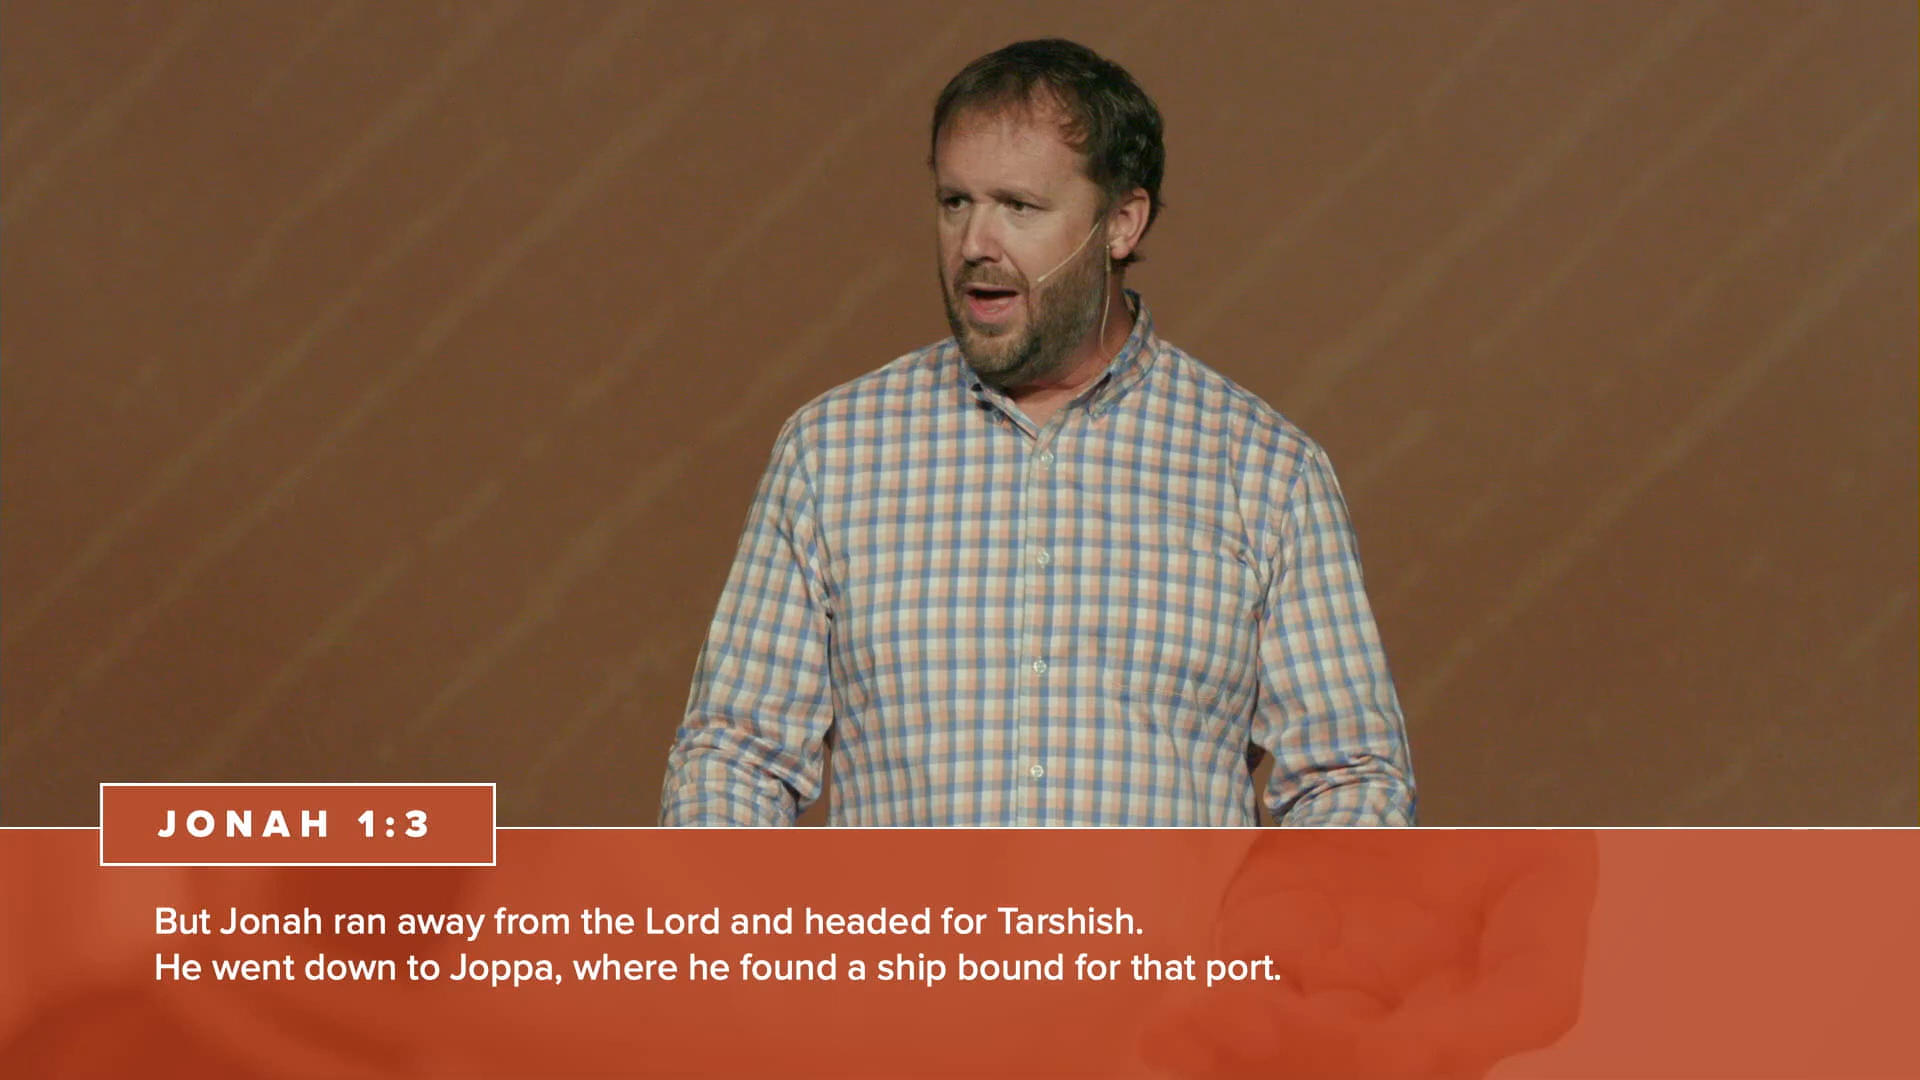 JONAH 1:3
But Jonah ran away from the Lord and headed for Tarshish.
He went down to Joppa, where he found a ship bound for that port.